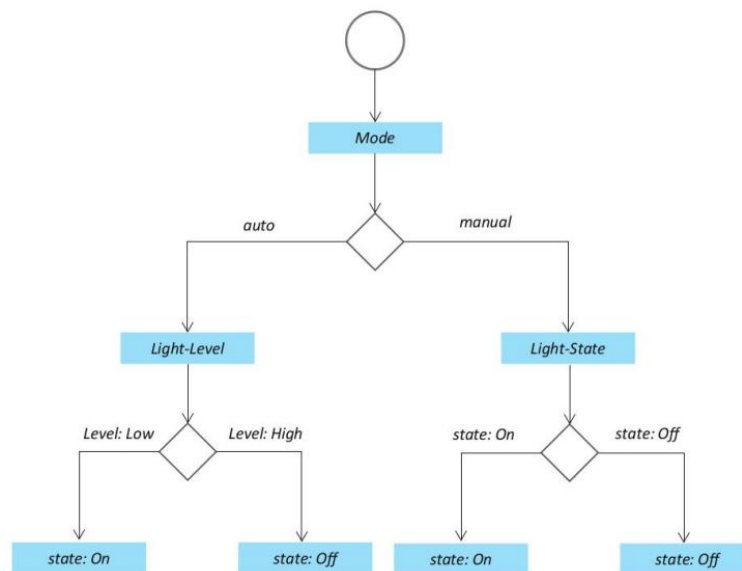 Mode
auto
manual
Light-Level
Light-State
Level: Low
Level: High
state: On
state: Off
state: On
state: Off
state: On
state: Off